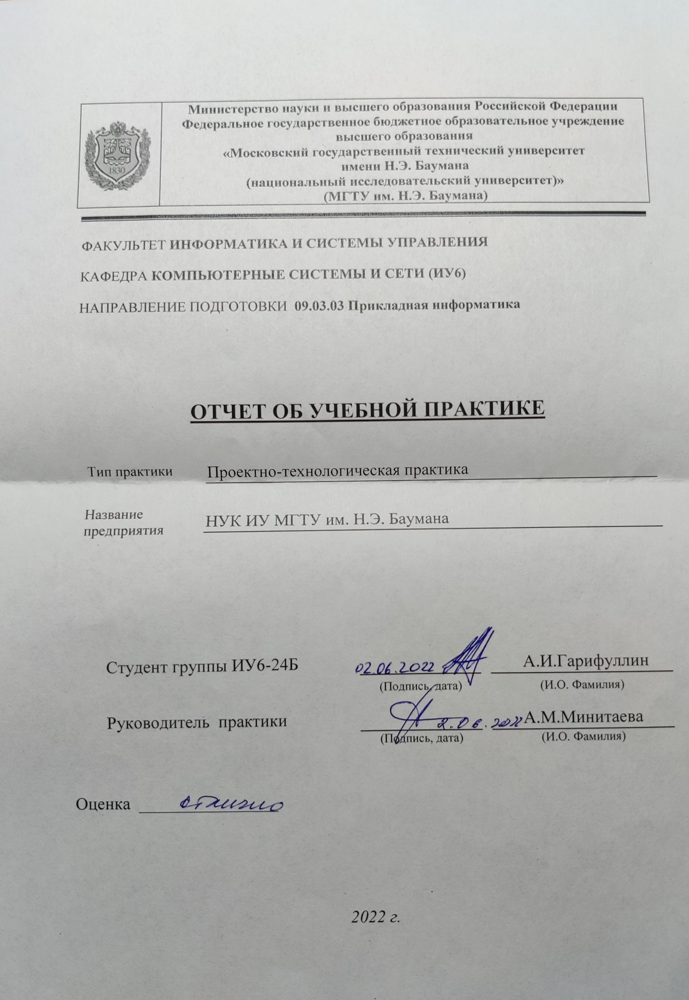 Министерство науки и высшего образования Российской Федерации
Федеральное государственное бюджетное образовательное учреждение
высшего образования
«Московский государственный технический университет
имени Н.Э. Баумана
(национальный исследовательский университет)»
(МГТУ им. Н.Э. Баумана)
МГТУ
1830
ФАКУЛЬТЕТ ИНФОРМАТИКА И СИСТЕМЫ УПРАВЛЕНИЯ
КАФЕДРА КОМПЬЮТЕРНЫЕ СИСТЕМЫ И СЕТИ (ИУ6)
НАПРАВЛЕНИЕ ПОДГОТОВКИ 09.03.03 Прикладная информатика
ОТЧЕТ ОБ УЧЕБНОЙ ПРАКТИКЕ
Тип практики Проектно-технологическая практика
Название
предприятия
НУК ИУ МГТУ им. Н.Э. Баумана
Студент группы ИУ6-24Б 02.06.2022 А.И.Гарифуллин
(Подпись, дата) (И.О. Фамилия)
Руководитель практики 2.06.2022 А.М.Минитаева
(Подпись, дата) (И.О. Фамилия)
Оценка отлично
2022 г.